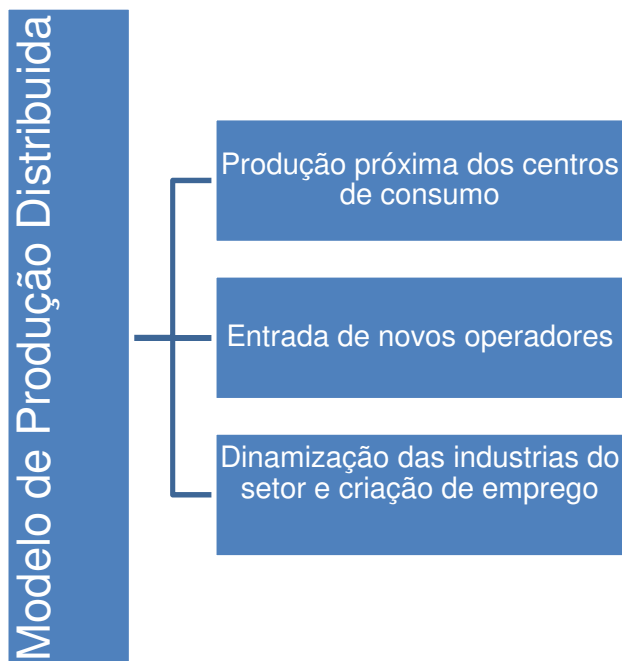 Modelo de Produção Distribuida
Produção próxima dos centros
de consumo
Entrada de novos operadores
Dinamização das industrias do
setor e criação de emprego